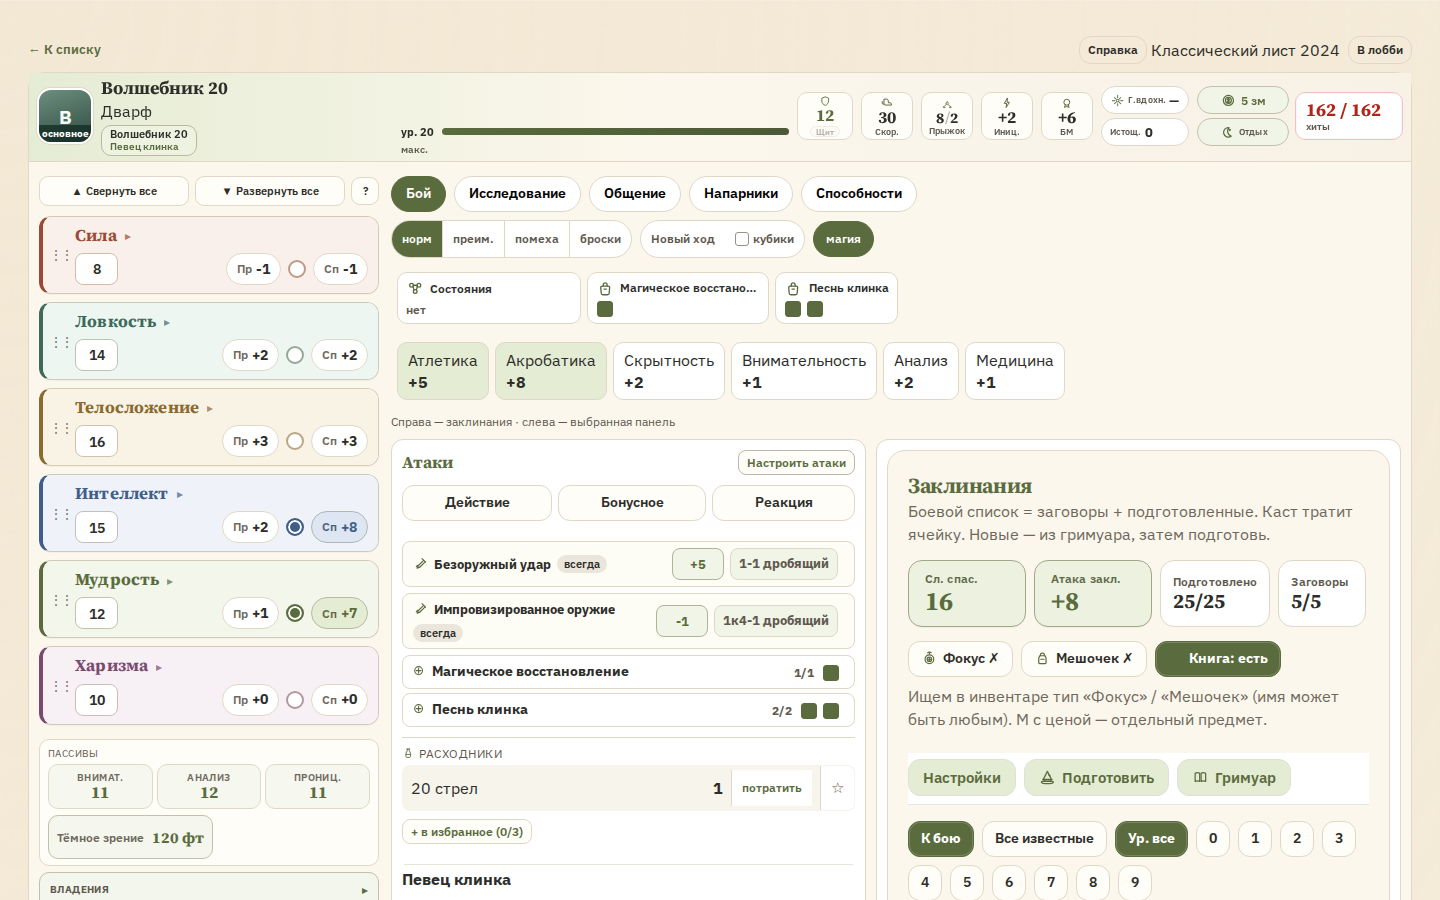 ← К списку
Справка Классический лист 2024 В лобби
В
основное
Волшебник 20
Дварф
Волшебник 20
Певец клинка
ур. 20
макс.
12
Щит
30
Скор.
8/2
Прыжок
+2
Иниц.
+6
БМ
Г.вдохн. —
Истощ. 0
5 зм
Отдых
162 / 162
хиты
▲ Свернуть все
▼ Развернуть все
?
Сила ▸
8
Пр -1
Сп -1
Ловкость ▸
14
Пр +2
Сп +2
Телосложение ▸
16
Пр +3
Сп +3
Интеллект ▸
15
Пр +2
Сп +8
Мудрость ▸
12
Пр +1
Сп +7
Харизма ▸
10
Пр +0
Сп +0
ПАССИВЫ
ВНИМАТ.
11
АНАЛИЗ
12
ПРОНИЦ.
11
Тёмное зрение 120 фт
ВЛАДЕНИЯ ▸
Бой
Исследование
Общение
Напарники
Способности
норм
преим.
помеха
броски
Новый ход
кубики
магия
Состояния
нет
Магическое восстано...
Песнь клинка
Атлетика
+5
Акробатика
+8
Скрытность
+2
Внимательность
+1
Анализ
+2
Медицина
+1
Справа — заклинания · слева — выбранная панель
Атаки
Настроить атаки
Действие
Бонусное
Реакция
Безоружный удар всегда
+5
1-1 дробящий
Импровизированное оружие
всегда
-1
1к4-1 дробящий
Магическое восстановление
1/1
Песнь клинка
2/2
РАСХОДНИКИ
20 стрел
1
потратить
☆
+ в избранное (0/3)
Певец клинка
Заклинания
Боевой список = заговоры + подготовленные. Каст тратит
ячейку. Новые — из гримуара, затем подготовь.
Сл. спас.
16
Атака закл.
+8
Подготовлено
25/25
Заговоры
5/5
Фокус ✗
Мешочек ✗
Книга: есть
Ищем в инвентаре тип «Фокус» / «Мешочек» (имя может
быть любым). М с ценой — отдельный предмет.
Настройки
Подготовить
Гримуар
К бою
Все известные
Ур. все
0
1
2
3
4
5
6
7
8
9